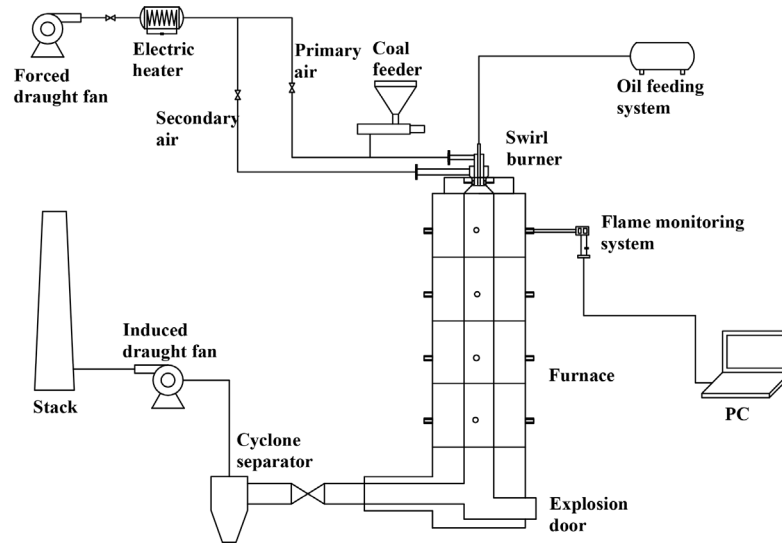 Forced
draught fan
Electric
heater
Primary
air
Coal
feeder
Oil feeding
system
Secondary
air
Swirl
burner
Flame monitoring
system
Induced
draught fan
Stack
Furnace
PC
Cyclone
separator
Explosion
door